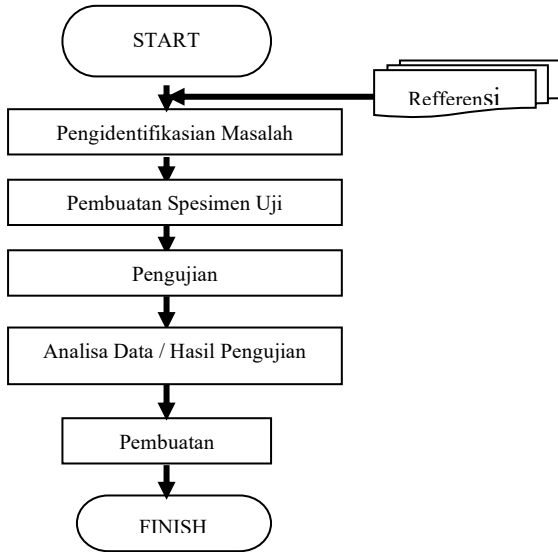 START
Refferensi
Pengidentifikasian Masalah
Pembuatan Spesimen Uji
Pengujian
Analisa Data / Hasil Pengujian
Pembuatan
FINISH